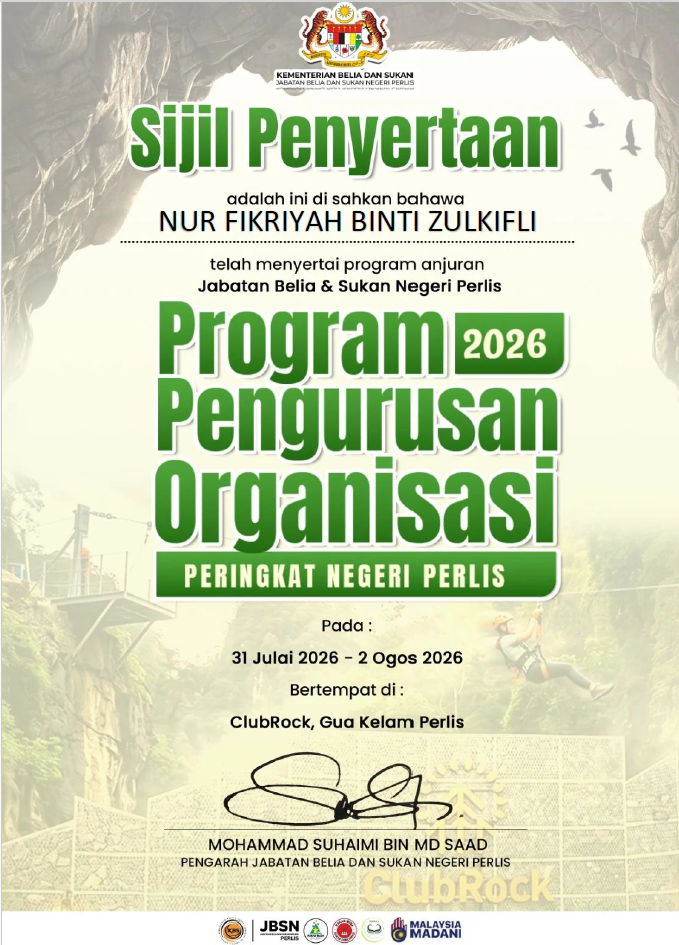 KEMENTERIAN BELIA DAN SUKAN
JABATAN BELIA DAN SUKAN NEGERI PERLIS
Sijil Penyertaan
adalah ini di sahkan bahawa
NUR FIKRIYAH BINTI ZULKIFLI
telah menyertai program anjuran
Jabatan Belia & Sukan Negeri Perlis
Program 2026
Pengurusan
Organisasi
PERINGKAT NEGERI PERLIS
Pada :
31 Julai 2026 - 2 Ogos 2026
Bertempat di :
ClubRock, Gua Kelam Perlis
MOHAMMAD SUHAIMI BIN MD SAAD
PENGARAH JABATAN BELIA DAN SUKAN NEGERI PERLIS
ClubRock
JBSN
PERLIS
MALAYSIA
MADANI